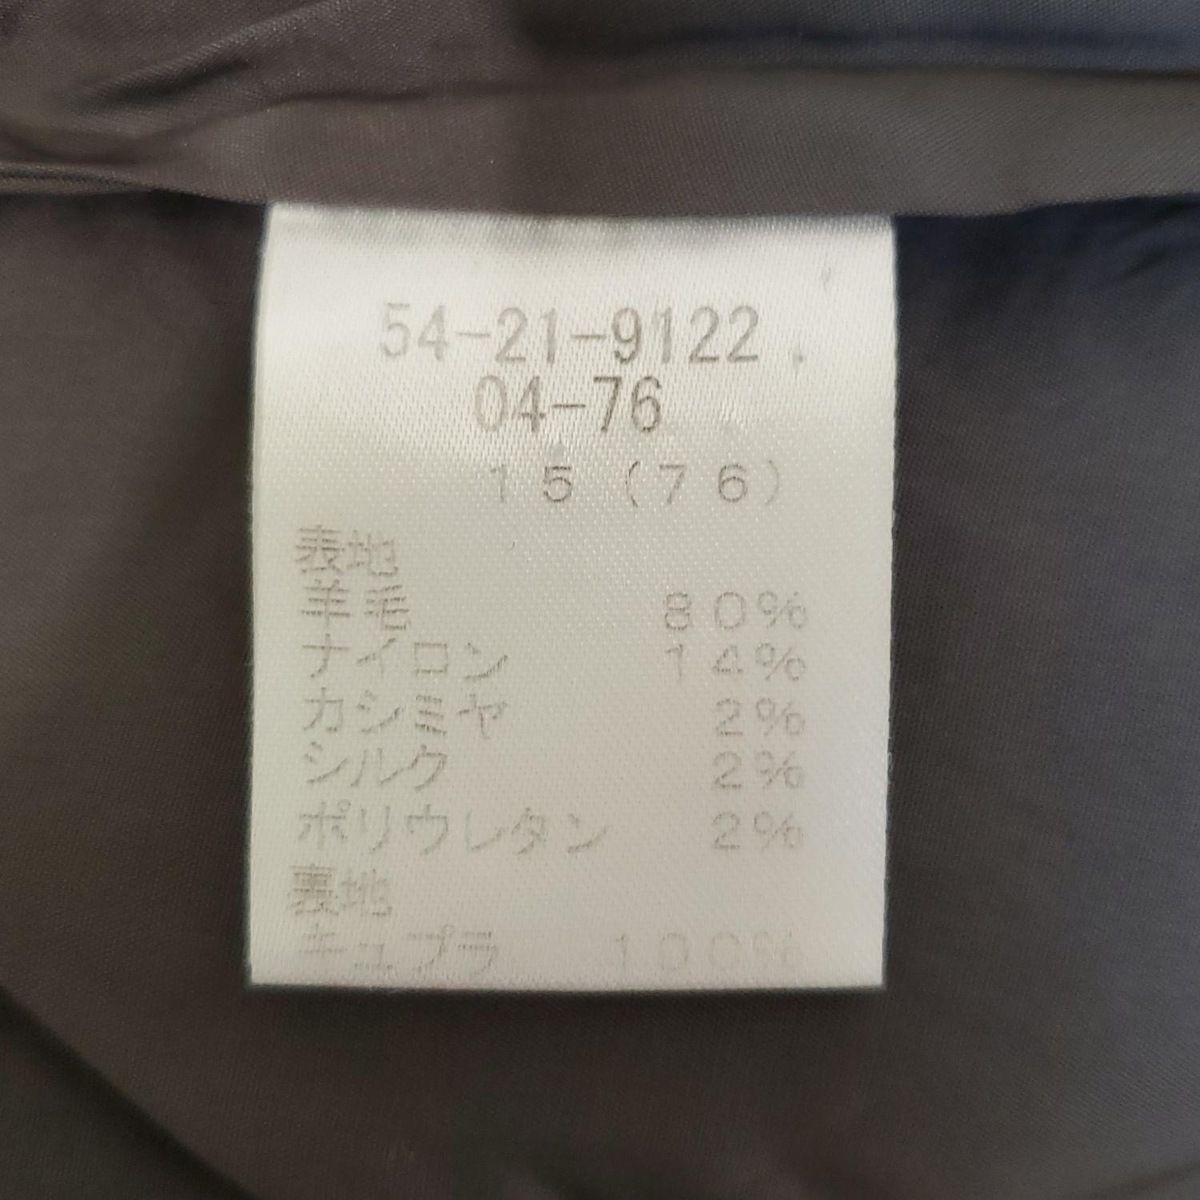 54-21-9122
04-76
15(76)
表地
羊毛 80%
ナイロン 14%
カシミヤ 2%
シルク 2%
ポリウレタン 2%
裏地
キュプラ 100%